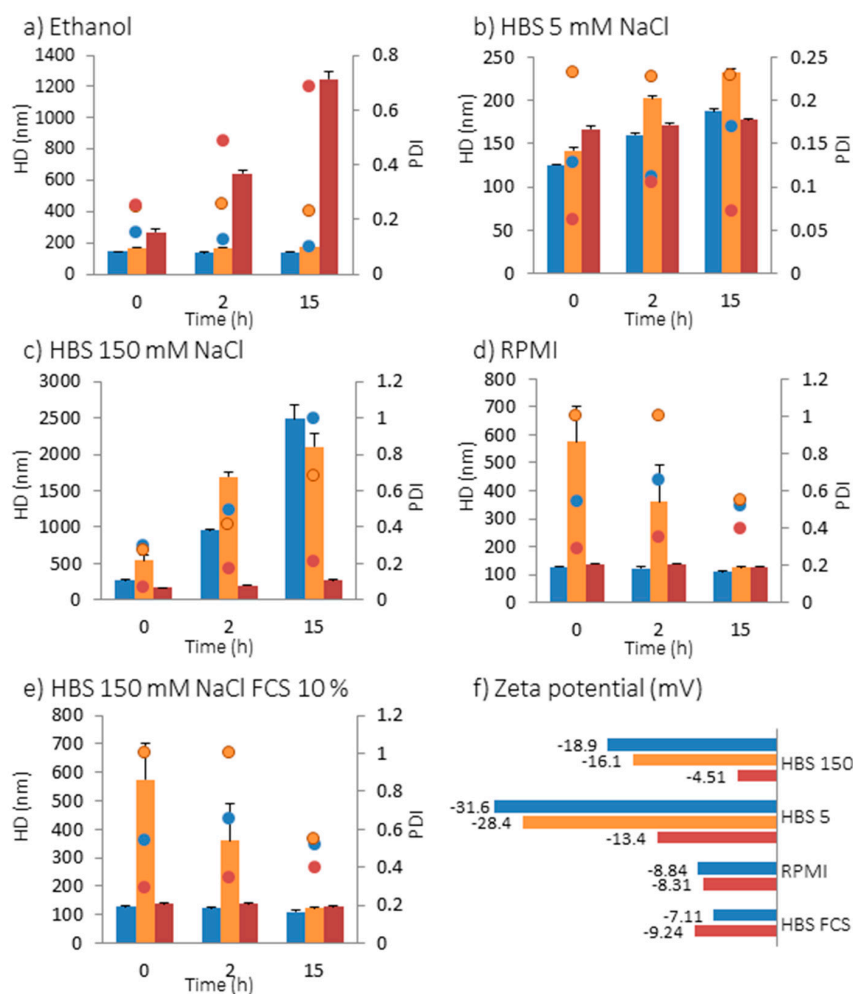 a) Ethanol
1400
1200
1000
800
600
400
200
0
HD (nm)
0.8
0.6
0.4
0.2
0
PDI
0 2 15
Time (h)
b) HBS 5 mM NaCl
250
200
150
100
50
0
HD (nm)
0.25
0.2
0.15
0.1
0.05
0
PDI
0 2 15
Time (h)
c) HBS 150 mM NaCl
3000
2500
2000
1500
1000
500
0
HD (nm)
1.2
1
0.8
0.6
0.4
0.2
0
PDI
0 2 15
Time (h)
d) RPMI
800
700
600
500
400
300
200
100
0
HD (nm)
1.2
1
0.8
0.6
0.4
0.2
0
PDI
0 2 15
Time (h)
e) HBS 150 mM NaCl FCS 10 %
800
700
600
500
400
300
200
100
0
HD (nm)
1.2
1
0.8
0.6
0.4
0.2
0
PDI
0 2 15
Time (h)
f) Zeta potential (mV)
-18.9
-16.1
-4.51
HBS 150
-31.6
-28.4
-13.4
HBS 5
-8.84
-8.31
RPMI
-7.11
-9.24
HBS FCS